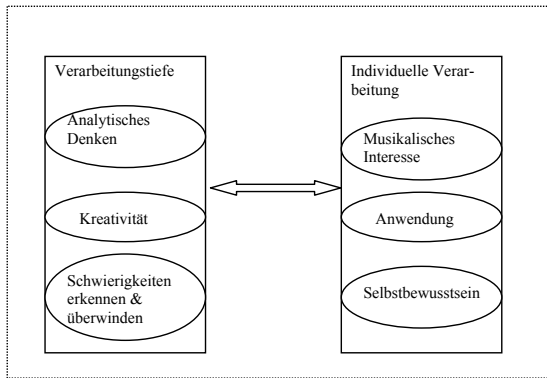 Verarbeitungstiefe
Analytisches
Denken
Kreativität
Schwierigkeiten
erkennen &
überwinden
Individuelle Verar-
beitung
Musikalisches
Interesse
Anwendung
Selbstbewusstsein